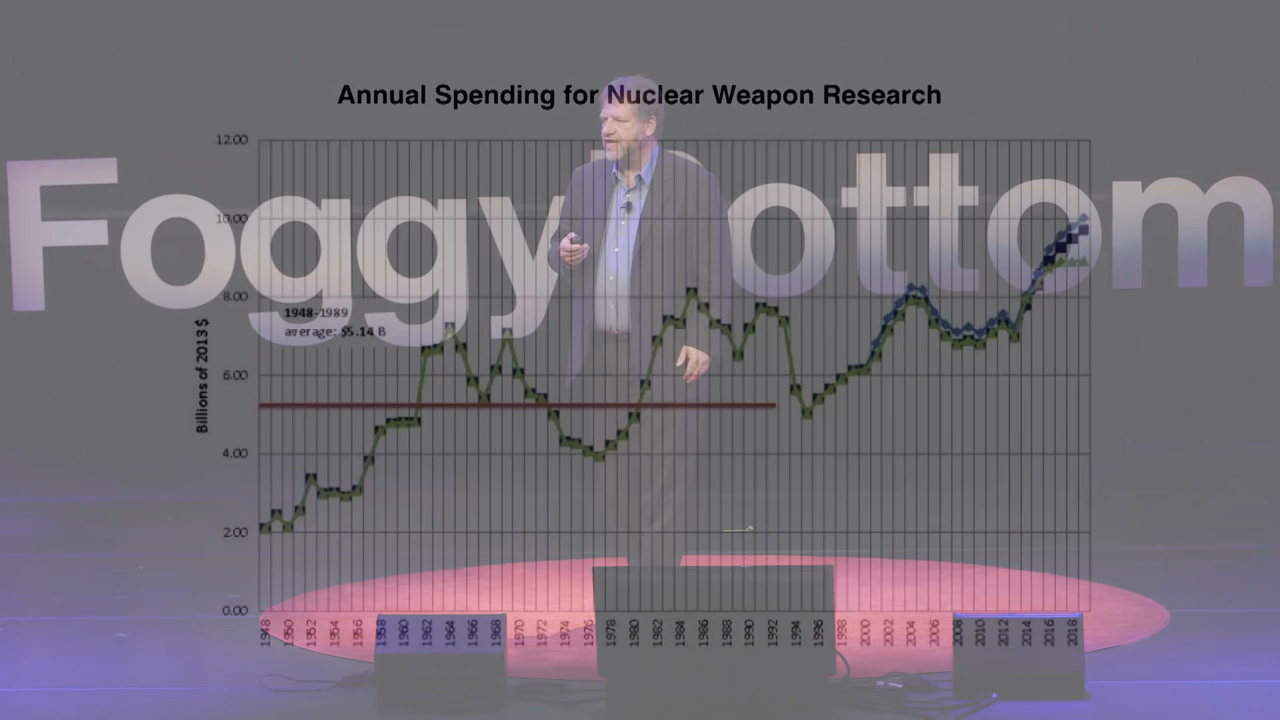 Annual Spending for Nuclear Weapon Research
Foggy ottom
12.00
10.00
8.00
6.00
4.00
2.00
0.00
Billions of 2013 $
1948-1989
average: $5.14 B
1948 1950 1952 1954 1956 1958 1960 1962 1964 1966 1968 1970 1972 1974 1976 1978 1980 1982 1984 1986 1988 1990 1992 1994 1996 1998 2000 2002 2004 2006 2008 2010 2012 2014 2016 2018